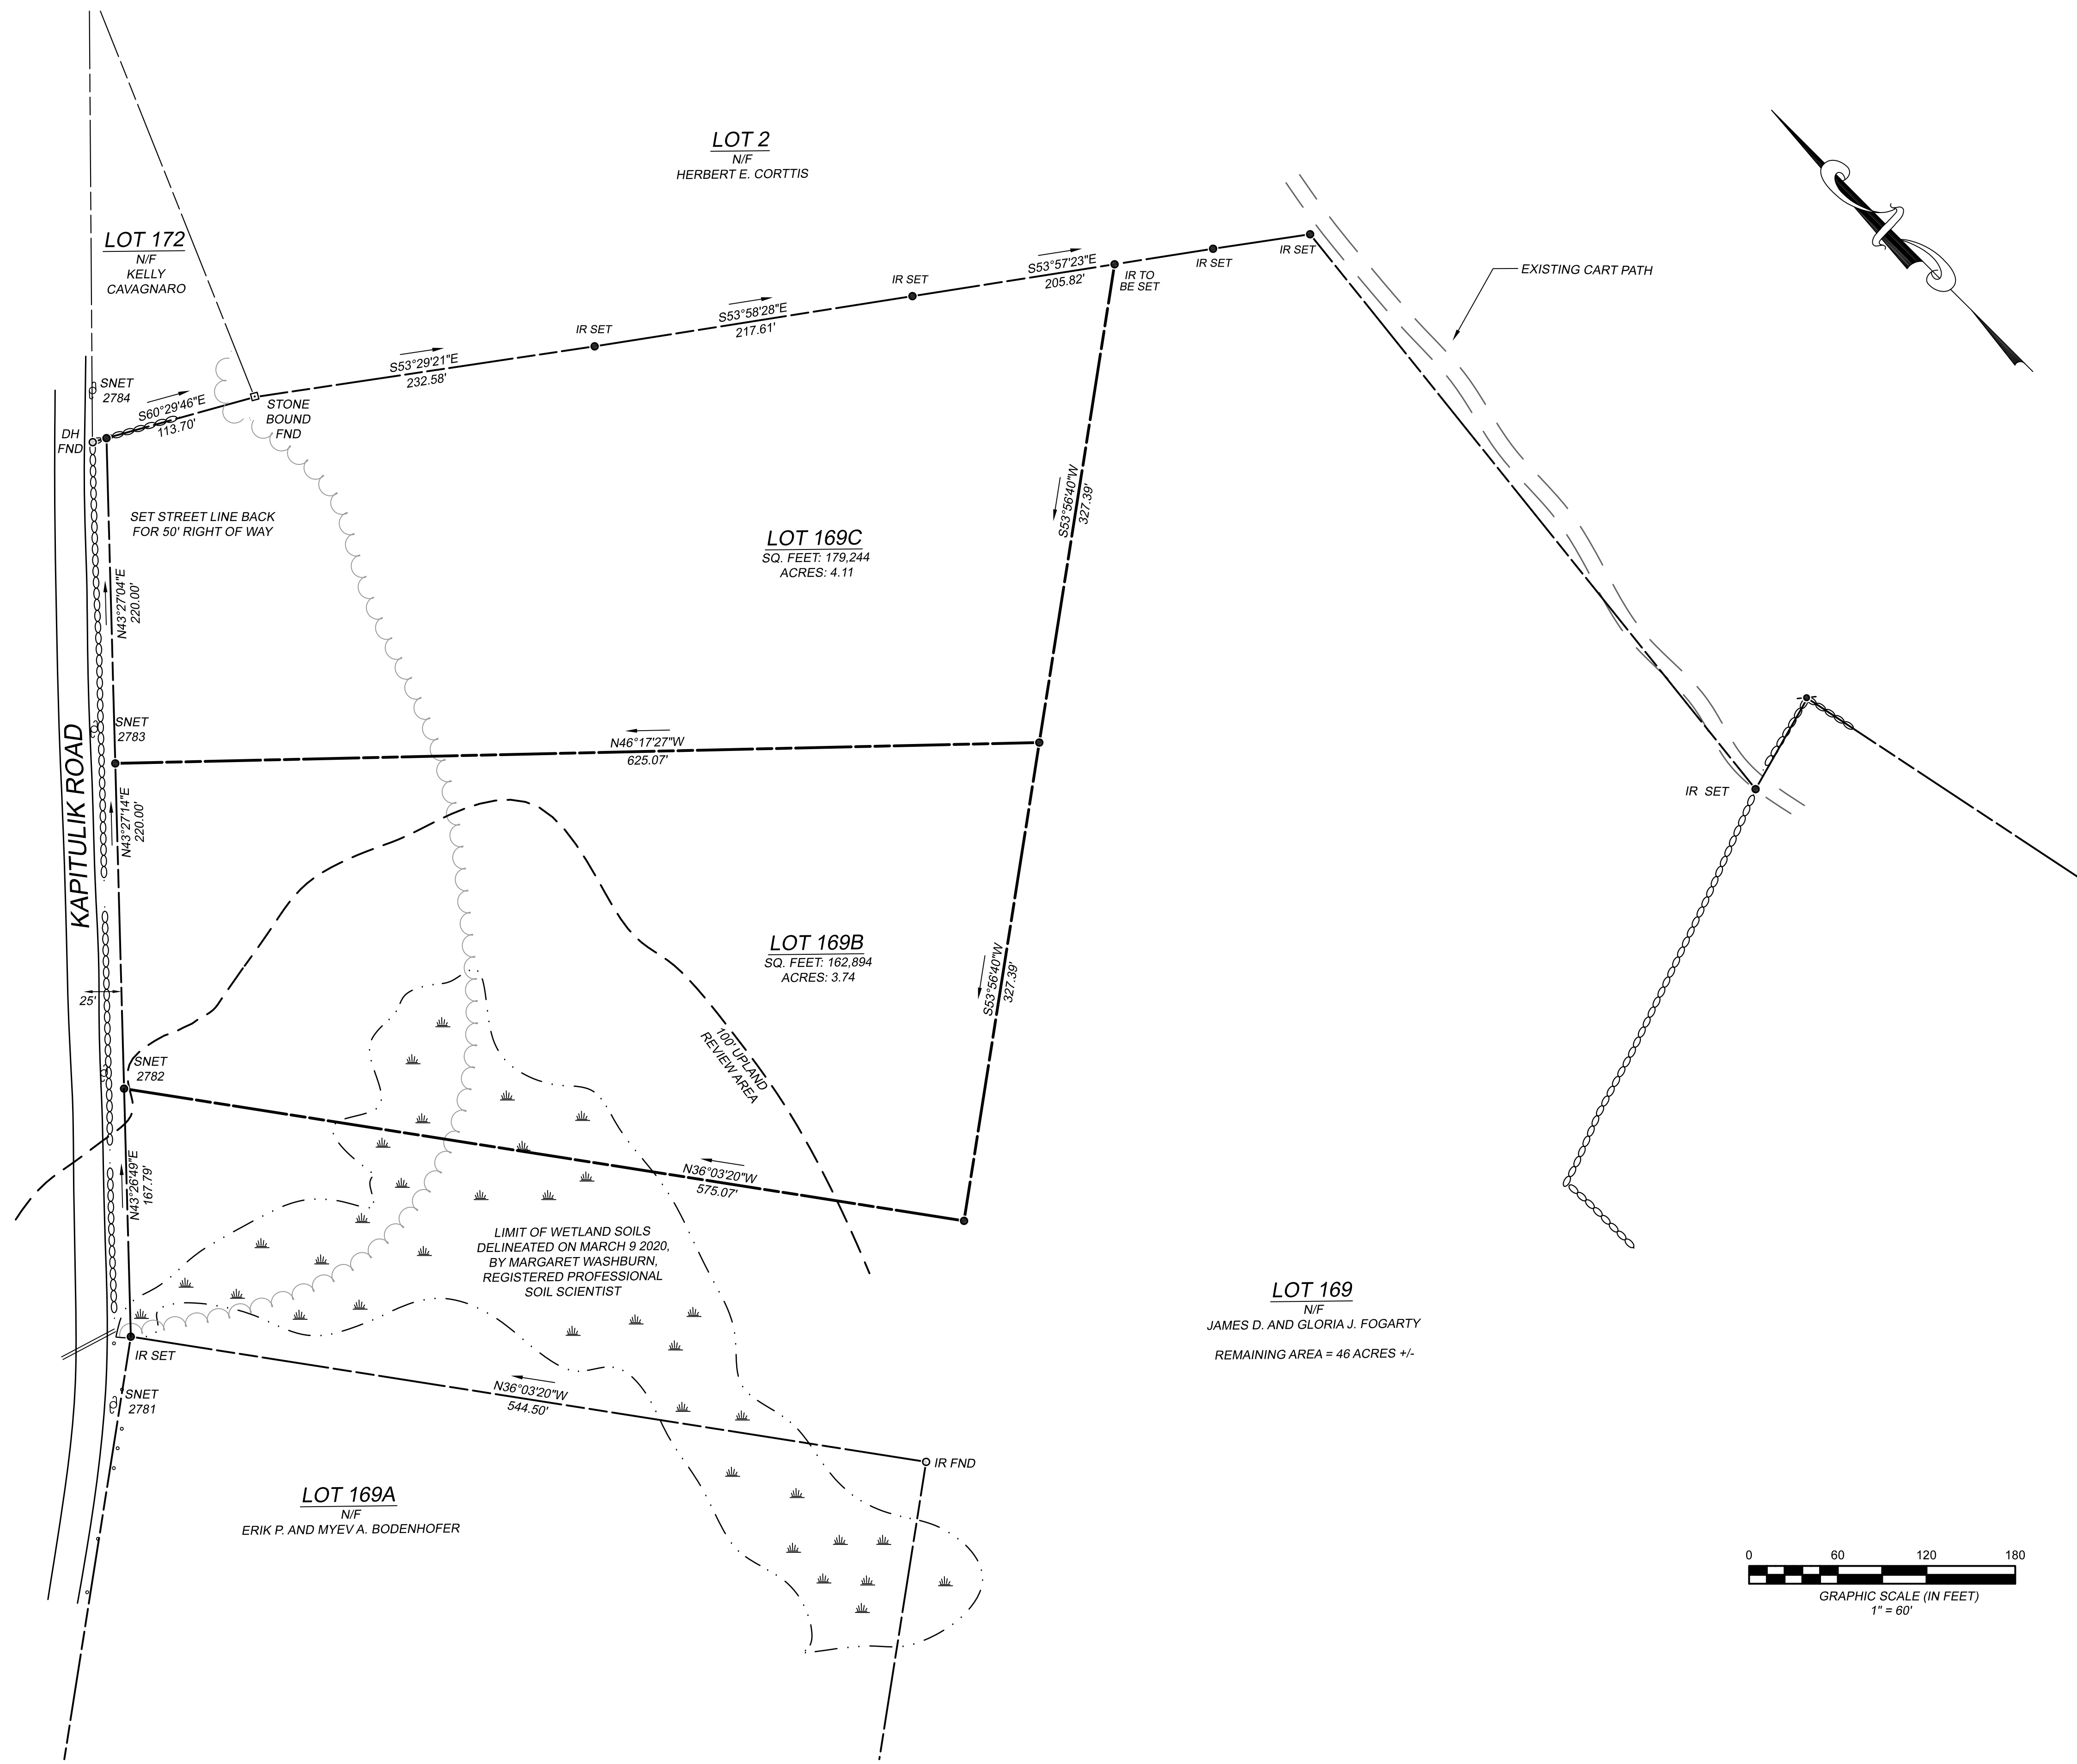 LOT 2
N/F
HERBERT E. CORTTIS
LOT 172
N/F
KELLY
CAVAGNARO
EXISTING CART PATH
S53°57'23"E
205.82'
IR TO
BE SET
IR SET
IR SET
IR SET
S53°58'28"E
217.61'
IR SET
S53°29'21"E
232.58'
SNET
2784
S60°29'46"E
113.70'
STONE
BOUND
FND
DH
FND
SET STREET LINE BACK
FOR 50' RIGHT OF WAY
LOT 169C
SQ. FEET: 179,244
ACRES: 4.11
S53°56'40"W
327.39'
N43°27'04"E
220.00'
SNET
2783
N46°17'27"W
625.07'
KAPITULIK ROAD
N43°27'14"E
220.00'
IR SET
LOT 169B
SQ. FEET: 162,894
ACRES: 3.74
S53°56'40"W
327.39'
25'
100' UPLAND
REVIEW AREA
SNET
2782
N43°26'49"E
167.79'
N36°03'20"W
575.07'
LIMIT OF WETLAND SOILS
DELINEATED ON MARCH 9 2020,
BY MARGARET WASHBURN,
REGISTERED PROFESSIONAL
SOIL SCIENTIST
LOT 169
N/F
JAMES D. AND GLORIA J. FOGARTY
REMAINING AREA = 46 ACRES +/-
IR SET
SNET
2781
N36°03'20"W
544.50'
IR FND
LOT 169A
N/F
ERIK P. AND MYEV A. BODENHOFER
0 60 120 180
GRAPHIC SCALE (IN FEET)
1" = 60'